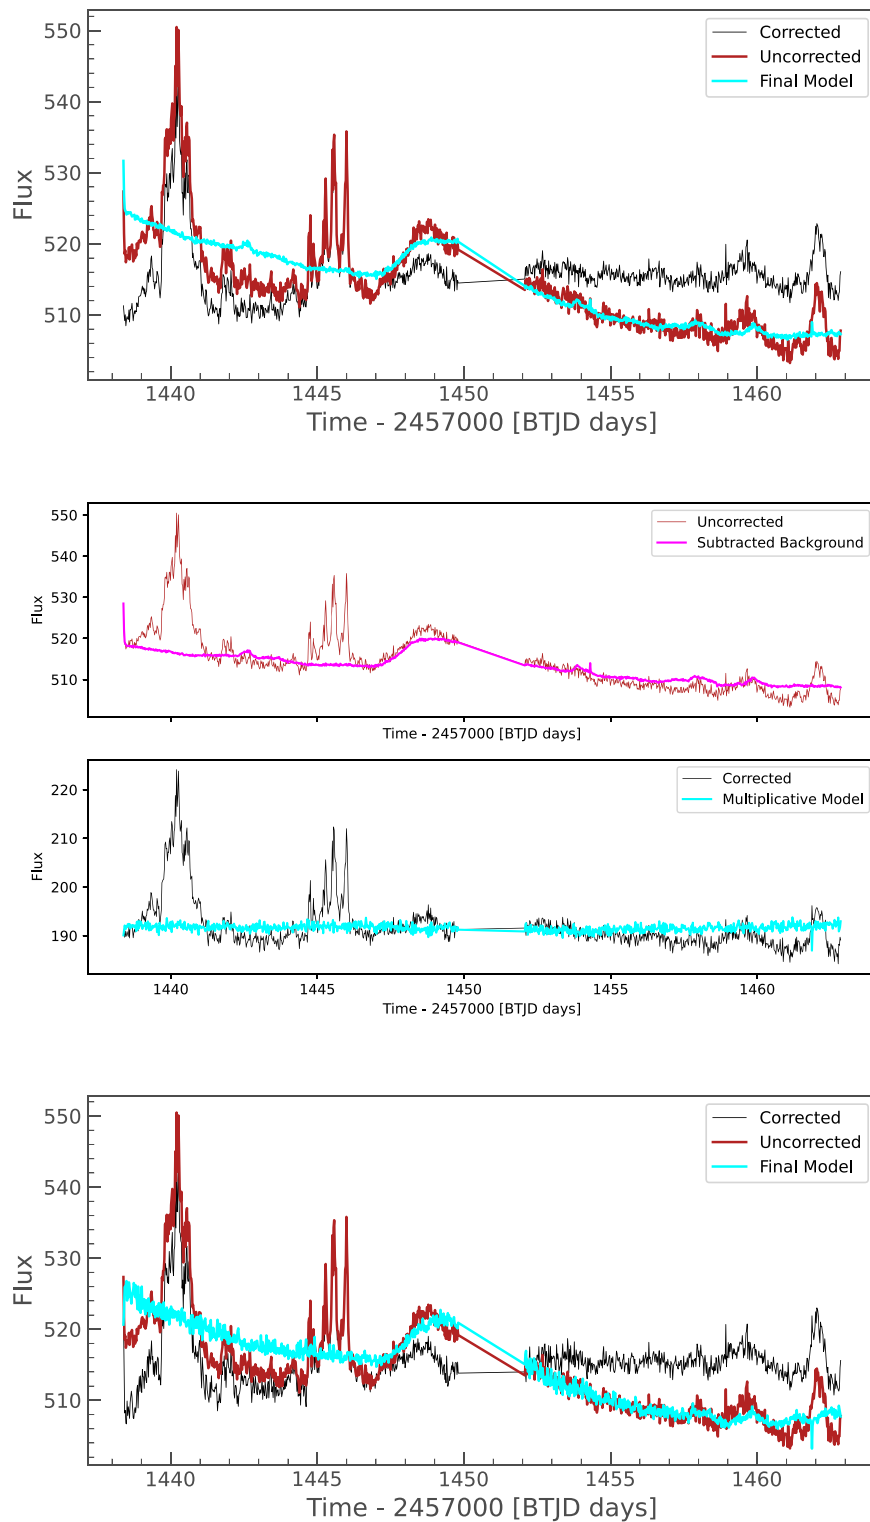 550
540
530
520
510
Flux
Corrected
Uncorrected
Final Model
1440 1445 1450 1455 1460
Time - 2457000 [BTJD days]
550
540
530
520
510
Flux
Uncorrected
Subtracted Background
Time - 2457000 [BTJD days]
220
210
200
190
Flux
Corrected
Multiplicative Model
1440 1445 1450 1455 1460
Time - 2457000 [BTJD days]
550
540
530
520
510
Flux
Corrected
Uncorrected
Final Model
1440 1445 1450 1455 1460
Time - 2457000 [BTJD days]